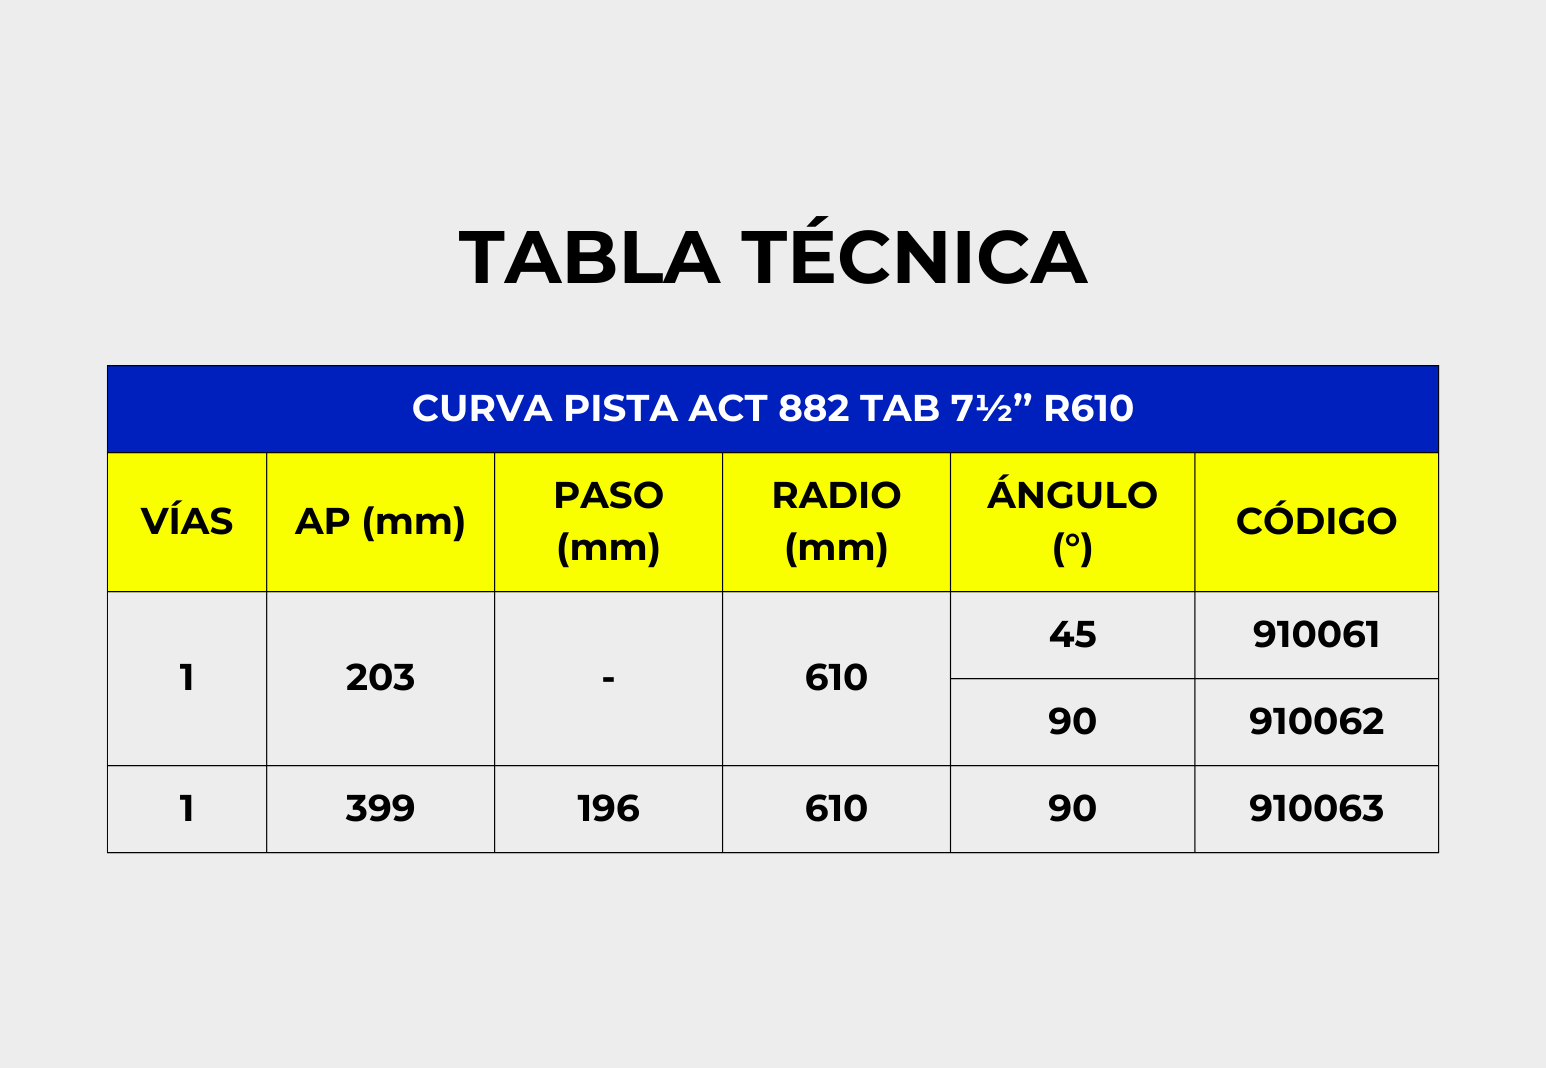 TABLA TÉCNICA
CURVA PISTA ACT 882 TAB 7½” R610
VÍAS
AP (mm)
PASO
(mm)
RADIO
(mm)
ÁNGULO
(°)
CÓDIGO
1
203
-
610
45
910061
90
910062
1
399
196
610
90
910063